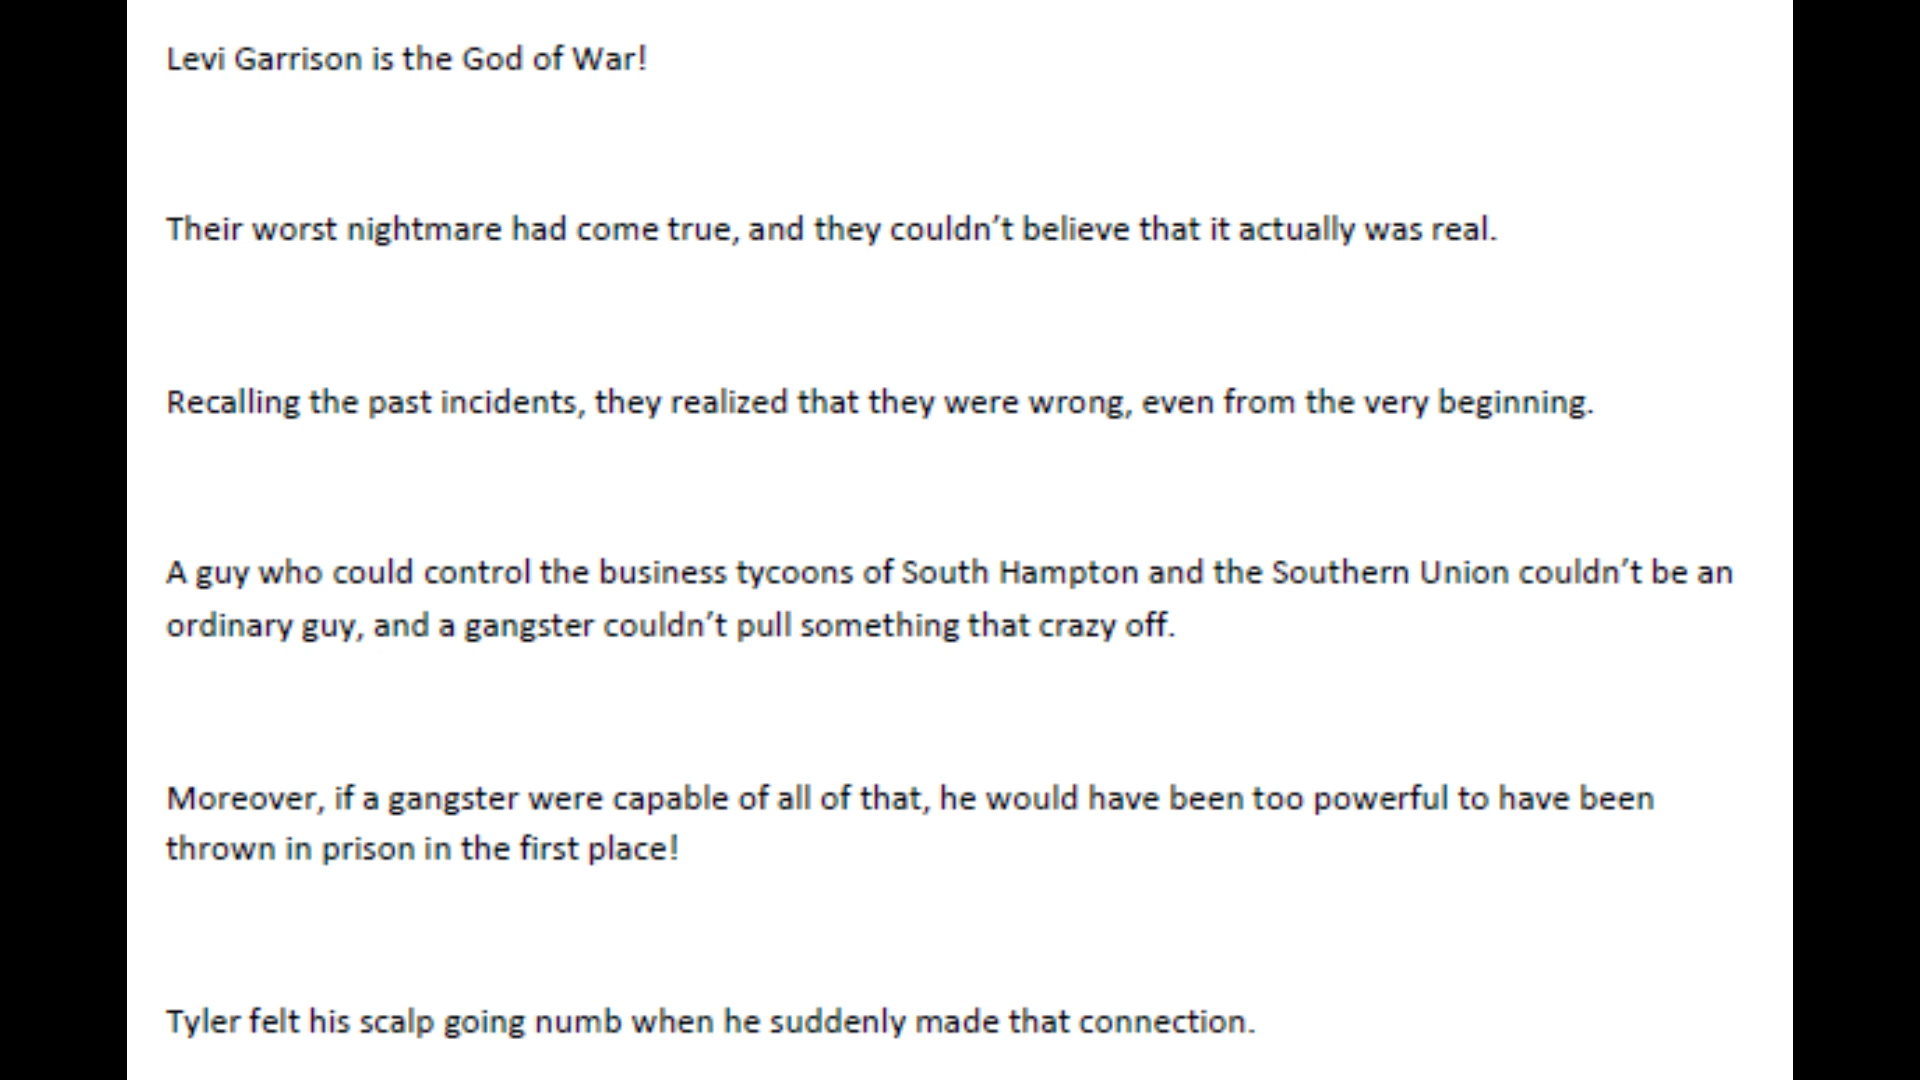 Levi Garrison is the God of War!
Their worst nightmare had come true, and they couldn’t believe that it actually was real.
Recalling the past incidents, they realized that they were wrong, even from the very beginning.
A guy who could control the business tycoons of South Hampton and the Southern Union couldn’t be an
ordinary guy, and a gangster couldn’t pull something that crazy off.
Moreover, if a gangster were capable of all of that, he would have been too powerful to have been
thrown in prison in the first place!
Tyler felt his scalp going numb when he suddenly made that connection.